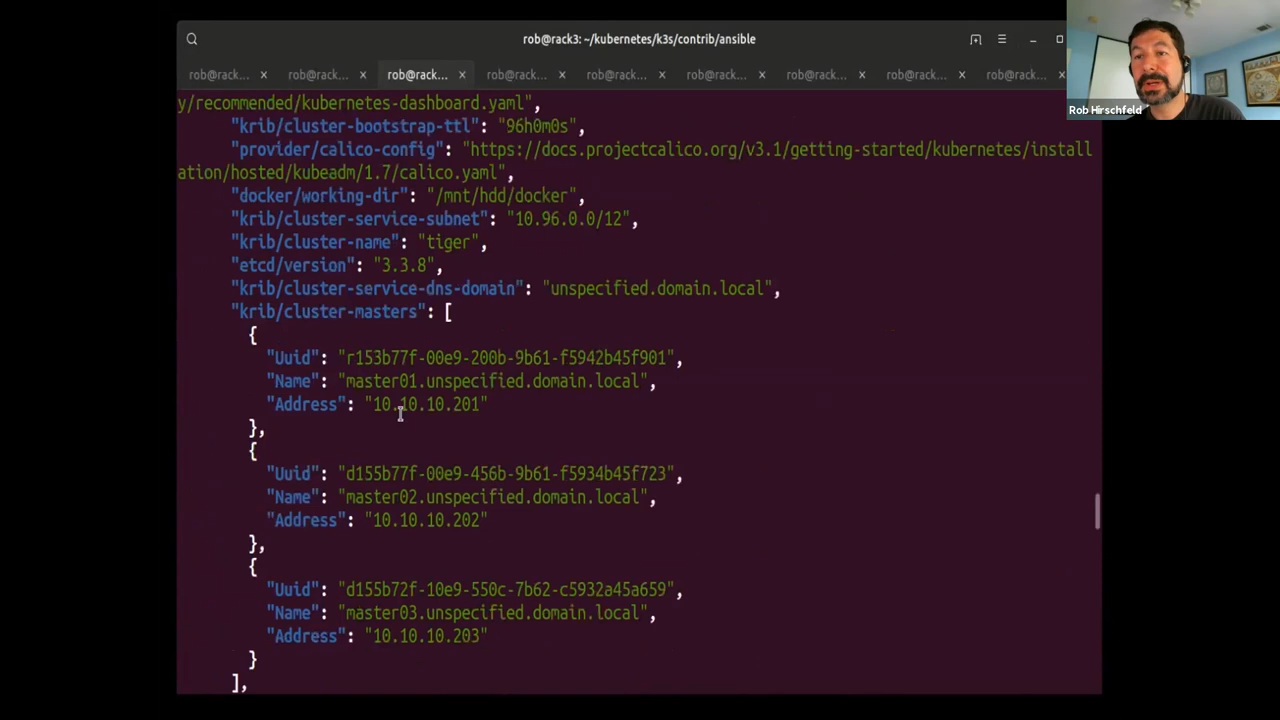 rob@rack3: ~/kubernetes/k3s/contrib/ansible
rob@rack... × rob@rack... × rob@rack... × rob@rack... × rob@rack... × rob@rack... × rob@rack... × rob@rack... × rob@rack... ×
Rob Hirschfeld
y/recommended/kubernetes-dashboard.yaml",
"krib/cluster-bootstrap-ttl": "96h0m0s",
"provider/calico-config": "https://docs.projectcalico.org/v3.1/getting-started/kubernetes/install
ation/hosted/kubeadm/1.7/calico.yaml",
"docker/working-dir": "/mnt/hdd/docker",
"krib/cluster-service-subnet": "10.96.0.0/12",
"krib/cluster-name": "tiger",
"etcd/version": "3.3.8",
"krib/cluster-service-dns-domain": "unspecified.domain.local",
"krib/cluster-masters": [
{
"Uuid": "r153b77f-00e9-200b-9b61-f5942b45f901",
"Name": "master01.unspecified.domain.local",
"Address": "10.10.10.201"
},
{
"Uuid": "d155b77f-00e9-456b-9b61-f5934b45f723",
"Name": "master02.unspecified.domain.local",
"Address": "10.10.10.202"
},
{
"Uuid": "d155b72f-10e9-550c-7b62-c5932a45a659",
"Name": "master03.unspecified.domain.local",
"Address": "10.10.10.203"
}
],